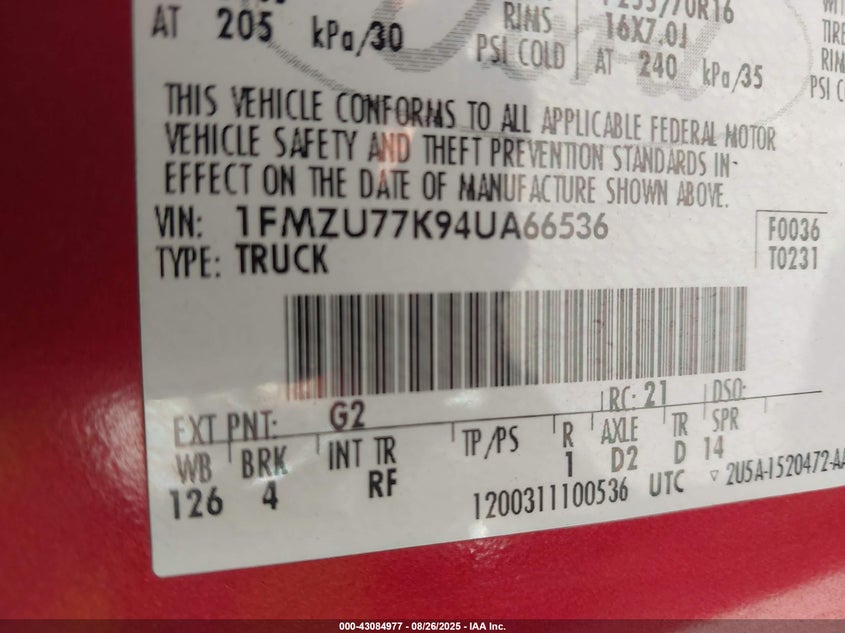 RIMS 16X7.0J
AT 205 kPa/30 PSI COLD AT 240 kPa/35 PSI C
THIS VEHICLE CONFORMS TO ALL APPLICABLE FEDERAL MOTOR
VEHICLE SAFETY AND THEFT PREVENTION STANDARDS IN-
EFFECT ON THE DATE OF MANUFACTURE SHOWN ABOVE.
VIN: 1FMZU77K94UA66536 F0036
TYPE: TRUCK T0231
EXT PNT: G2 RC: 21 DSO:
WB BRK INT TR TP/PS R AXLE TR SPR
126 4 RF 1 D2 D 14
1200311100536 UTC ▽ 2U5A-1520472-AA
000-43084977 - 08/26/2025 - IAA Inc.